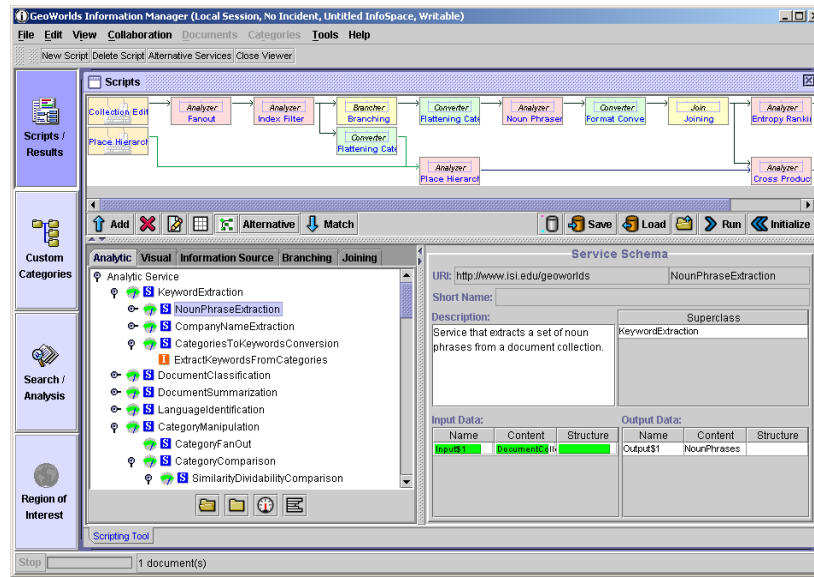 GeoWorlds Information Manager (Local Session, No Incident, Untitled InfoSpace, Writable)
File Edit View Collaboration Documents Categories Tools Help
New Script Delete Script Alternative Services Close Viewer
Scripts
Collection Edit
Analyzer
Fanout
Analyzer
Index Filter
Brancher
Branching
Converter
Flattening Cate
Analyzer
Noun Phraser
Converter
Format Conve
Join
Joining
Analyzer
Entropy Rankin
Place Hierarch
Converter
Flattening Cate
Analyzer
Place Hierarch
Analyzer
Cross Produc
Scripts /
Results
Custom
Categories
Search /
Analysis
Region of
Interest
Add Alternative Match Save Load Run Initialize
Analytic Visual Information Source Branching Joining
Analytic Service
S KeywordExtraction
S NounPhraseExtraction
S CompanyNameExtraction
S CategoriesToKeywordsConversion
I ExtractKeywordsFromCategories
S DocumentClassification
S DocumentSummarization
S LanguageIdentification
S CategoryManipulation
S CategoryFanOut
S CategoryComparison
S SimilarityDividabilityComparison
Service Schema
URI: http://www.isi.edu/geoworlds NounPhraseExtraction
Short Name:
Description: Superclass
Service that extracts a set of noun
phrases from a document collection.
KeywordExtraction
Input Data: Output Data:
Name Content Structure Name Content Structure
Input$1 DocumentColl Output$1 NounPhrases
Scripting Tool
Stop 1 document(s)